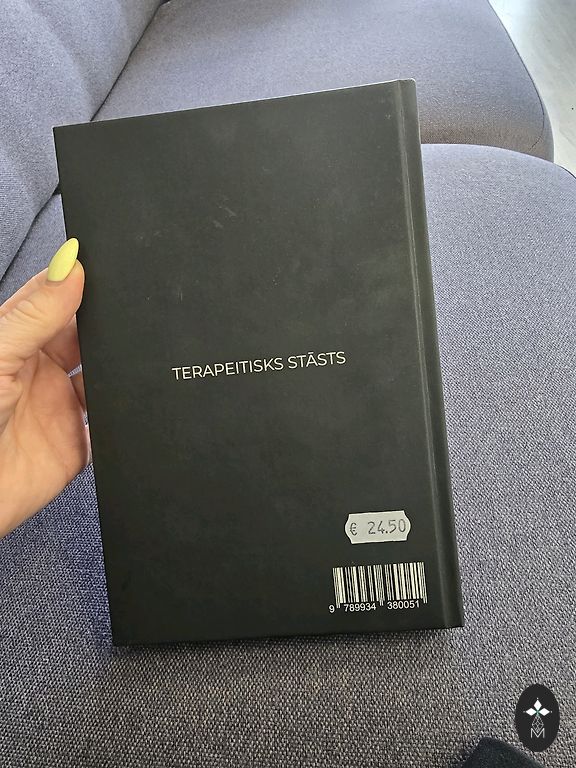 TERAPEITISKS STĀSTS
€ 24.50
9 789934 380051
M